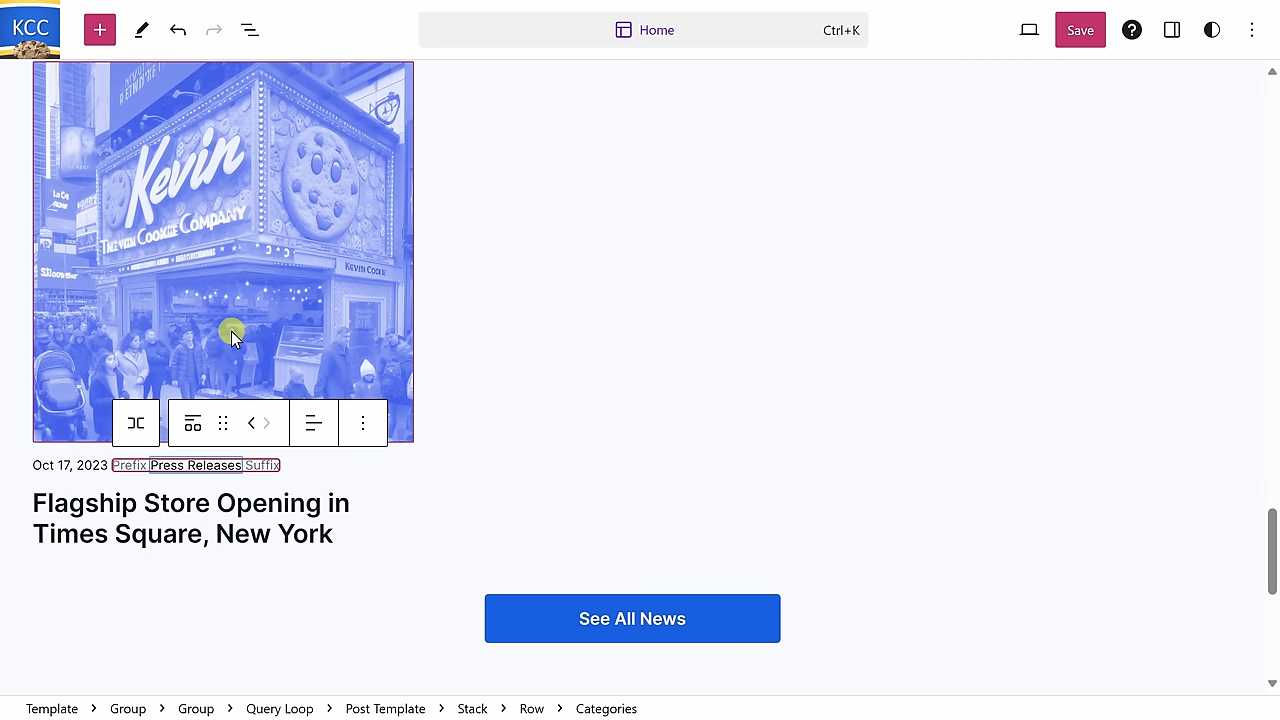 KCC
Home
Ctrl+K
Save
Kevin
THE KEVIN COOKIE COMPANY
KEVIN COOKIE
Oct 17, 2023 Prefix Press Releases Suffix
Flagship Store Opening in
Times Square, New York
See All News
Template > Group > Group > Query Loop > Post Template > Stack > Row > Categories